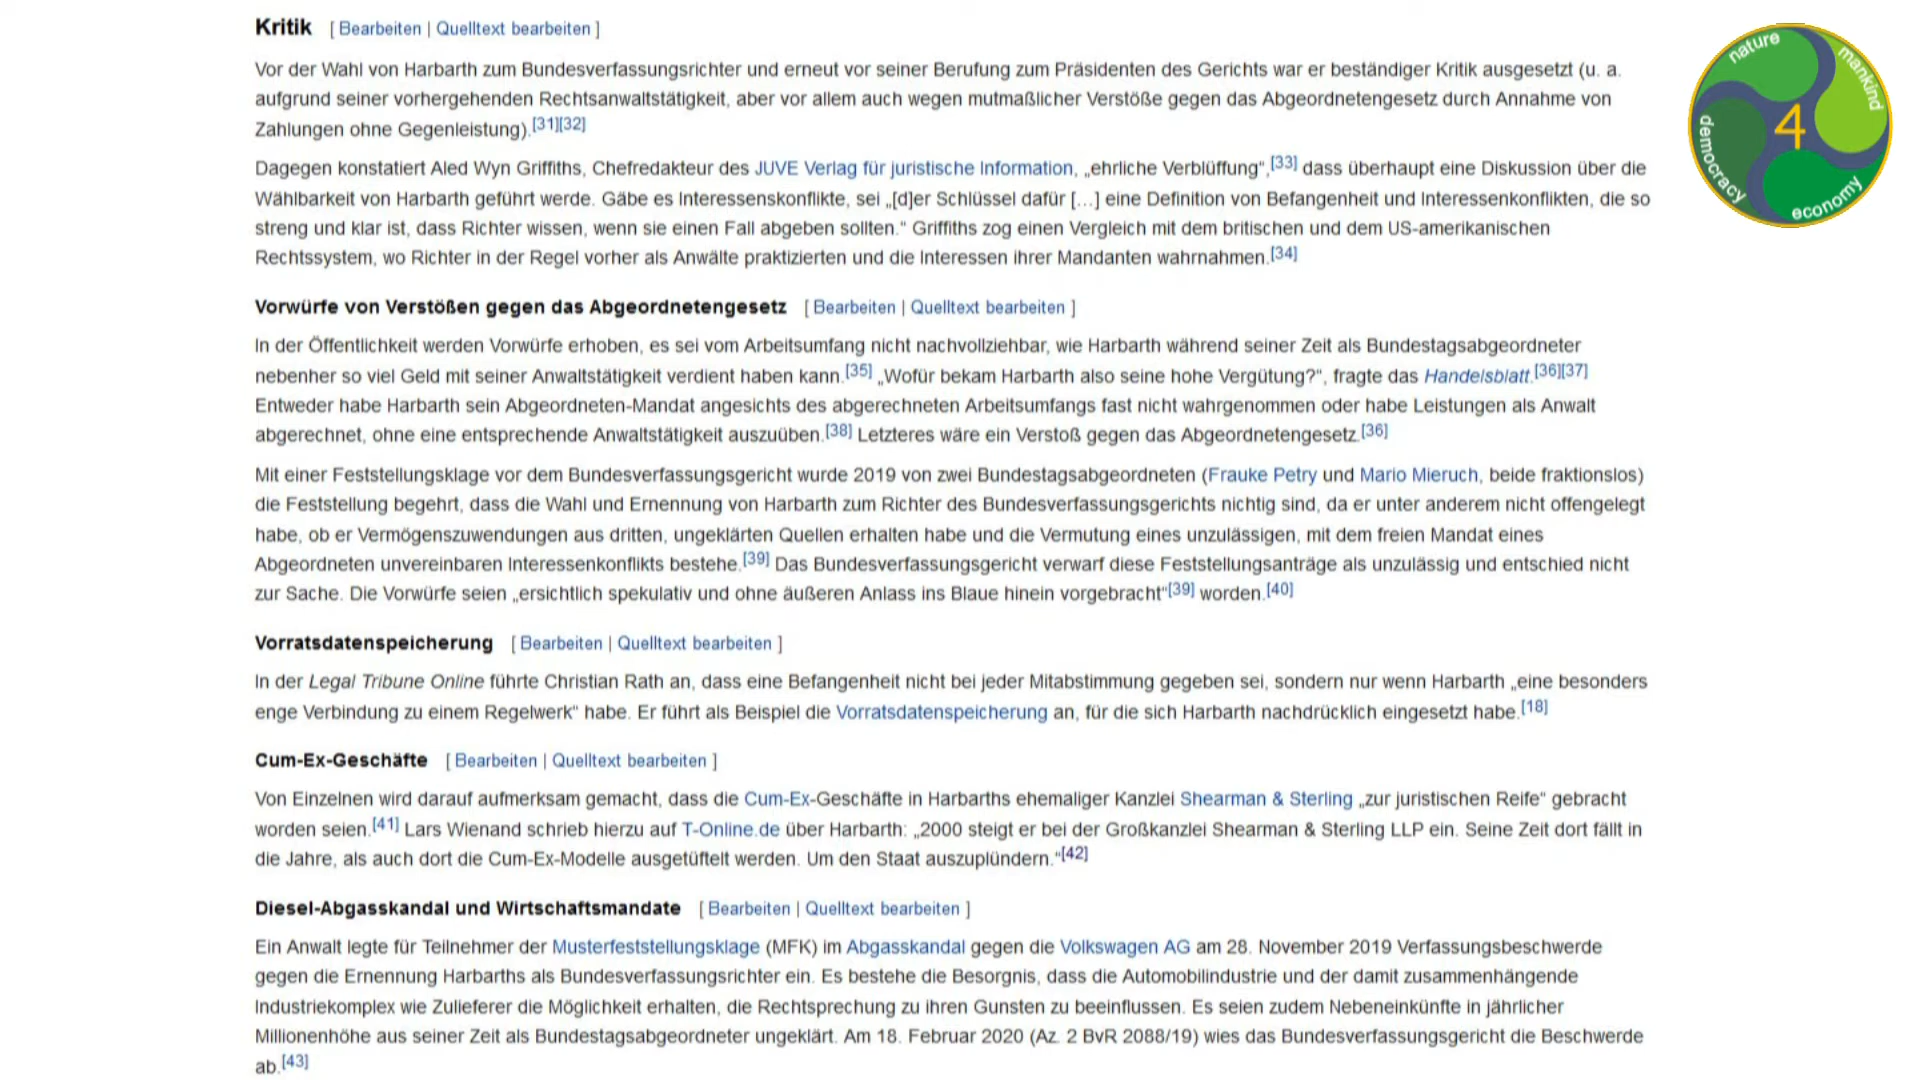 Kritik [ Bearbeiten | Quelltext bearbeiten ]
Vor der Wahl von Harbarth zum Bundesverfassungsrichter und erneut vor seiner Berufung zum Präsidenten des Gerichts war er beständiger Kritik ausgesetzt (u. a.
aufgrund seiner vorhergehenden Rechtsanwaltstätigkeit, aber vor allem auch wegen mutmaßlicher Verstöße gegen das Abgeordnetengesetz durch Annahme von
Zahlungen ohne Gegenleistung).[31][32]
Dagegen konstatiert Aled Wyn Griffiths, Chefredakteur des JUVE Verlag für juristische Information, „ehrliche Verblüffung“,[33] dass überhaupt eine Diskussion über die
Wählbarkeit von Harbarth geführt werde. Gäbe es Interessenskonflikte, sei „[d]er Schlüssel dafür [...] eine Definition von Befangenheit und Interessenkonflikten, die so
streng und klar ist, dass Richter wissen, wenn sie einen Fall abgeben sollten.“ Griffiths zog einen Vergleich mit dem britischen und dem US-amerikanischen
Rechtssystem, wo Richter in der Regel vorher als Anwälte praktizierten und die Interessen ihrer Mandanten wahrnahmen.[34]
Vorwürfe von Verstößen gegen das Abgeordnetengesetz [ Bearbeiten | Quelltext bearbeiten ]
In der Öffentlichkeit werden Vorwürfe erhoben, es sei vom Arbeitsumfang nicht nachvollziehbar, wie Harbarth während seiner Zeit als Bundestagsabgeordneter
nebenher so viel Geld mit seiner Anwaltstätigkeit verdient haben kann.[35] „Wofür bekam Harbarth also seine hohe Vergütung?“, fragte das Handelsblatt.[36][37]
Entweder habe Harbarth sein Abgeordneten-Mandat angesichts des abgerechneten Arbeitsumfangs fast nicht wahrgenommen oder habe Leistungen als Anwalt
abgerechnet, ohne eine entsprechende Anwaltstätigkeit auszuüben.[38] Letzteres wäre ein Verstoß gegen das Abgeordnetengesetz.[36]
Mit einer Feststellungsklage vor dem Bundesverfassungsgericht wurde 2019 von zwei Bundestagsabgeordneten (Frauke Petry und Mario Mieruch, beide fraktionslos)
die Feststellung begehrt, dass die Wahl und Ernennung von Harbarth zum Richter des Bundesverfassungsgerichts nichtig sind, da er unter anderem nicht offengelegt
habe, ob er Vermögenszuwendungen aus dritten, ungeklärten Quellen erhalten habe und die Vermutung eines unzulässigen, mit dem freien Mandat eines
Abgeordneten unvereinbaren Interessenkonflikts bestehe.[39] Das Bundesverfassungsgericht verwarf diese Feststellungsanträge als unzulässig und entschied nicht
zur Sache. Die Vorwürfe seien „ersichtlich spekulativ und ohne äußeren Anlass ins Blaue hinein vorgebracht“[39] worden.[40]
Vorratsdatenspeicherung [ Bearbeiten | Quelltext bearbeiten ]
In der Legal Tribune Online führte Christian Rath an, dass eine Befangenheit nicht bei jeder Mitabstimmung gegeben sei, sondern nur wenn Harbarth „eine besonders
enge Verbindung zu einem Regelwerk“ habe. Er führt als Beispiel die Vorratsdatenspeicherung an, für die sich Harbarth nachdrücklich eingesetzt habe.[18]
Cum-Ex-Geschäfte [ Bearbeiten | Quelltext bearbeiten ]
Von Einzelnen wird darauf aufmerksam gemacht, dass die Cum-Ex-Geschäfte in Harbarths ehemaliger Kanzlei Shearman & Sterling „zur juristischen Reife“ gebracht
worden seien.[41] Lars Wienand schrieb hierzu auf T-Online.de über Harbarth: „2000 steigt er bei der Großkanzlei Shearman & Sterling LLP ein. Seine Zeit dort fällt in
die Jahre, als auch dort die Cum-Ex-Modelle ausgetüftelt werden. Um den Staat auszuplündern.“[42]
Diesel-Abgasskandal und Wirtschaftsmandate [ Bearbeiten | Quelltext bearbeiten ]
Ein Anwalt legte für Teilnehmer der Musterfeststellungsklage (MFK) im Abgasskandal gegen die Volkswagen AG am 28. November 2019 Verfassungsbeschwerde
gegen die Ernennung Harbarths als Bundesverfassungsrichter ein. Es bestehe die Besorgnis, dass die Automobilindustrie und der damit zusammenhängende
Industriekomplex wie Zulieferer die Möglichkeit erhalten, die Rechtsprechung zu ihren Gunsten zu beeinflussen. Es seien zudem Nebeneinkünfte in jährlicher
Millionenhöhe aus seiner Zeit als Bundestagsabgeordneter ungeklärt. Am 18. Februar 2020 (Az. 2 BvR 2088/19) wies das Bundesverfassungsgericht die Beschwerde
ab.[43]
nature
mankind
4
democracy
economy